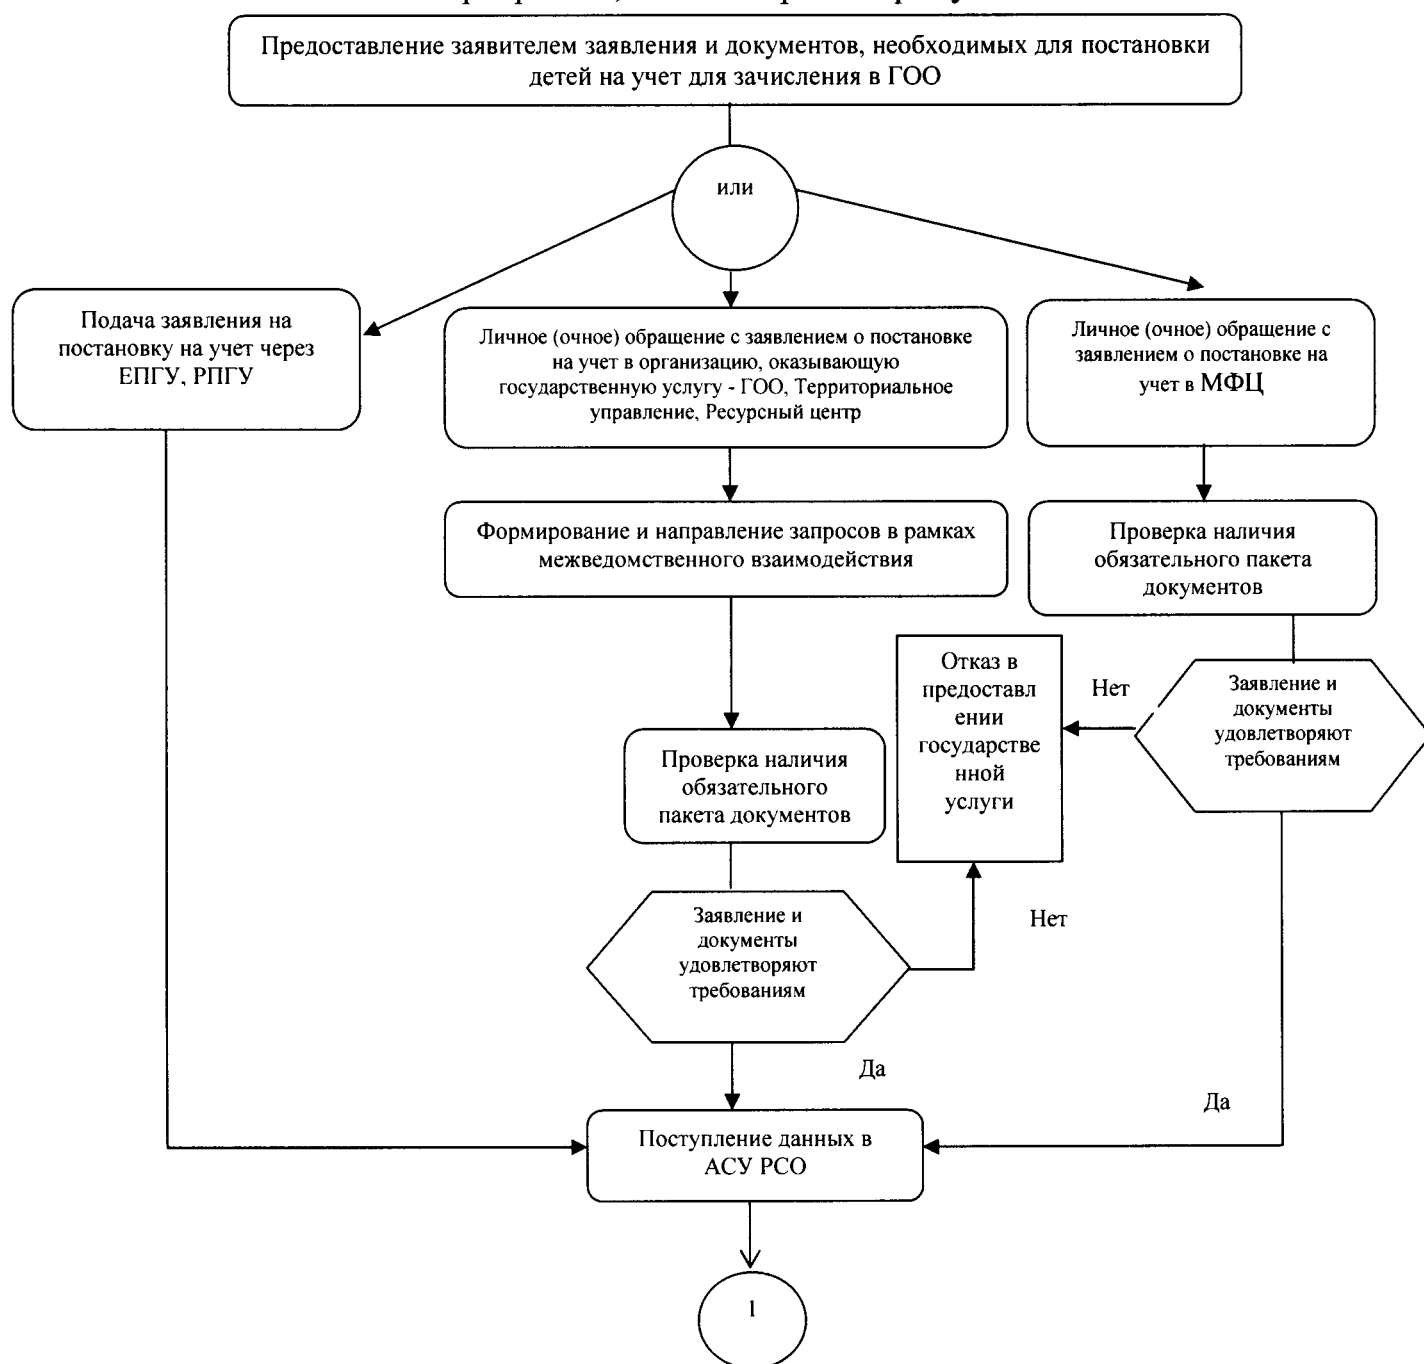 Предоставление заявителем заявления и документов, необходимых для постановки
детей на учет для зачисления в ГОО
или
Подача заявления на
постановку на учет через
ЕПГУ, РПГУ
Личное (очное) обращение с заявлением о постановке
на учет в организацию, оказывающую
государственную услугу - ГОО, Территориальное
управление, Ресурсный центр
Личное (очное) обращение с
заявлением о постановке на
учет в МФЦ
Формирование и направление запросов в рамках
межведомственного взаимодействия
Проверка наличия
обязательного пакета
документов
Отказ в
предоставл
ении
государстве
нной
услуги
Нет
Заявление и
документы
удовлетворяют
требованиям
Проверка наличия
обязательного
пакета документов
Заявление и
документы
удовлетворяют
требованиям
Нет
Да
Да
Поступление данных в
АСУ РСО
1